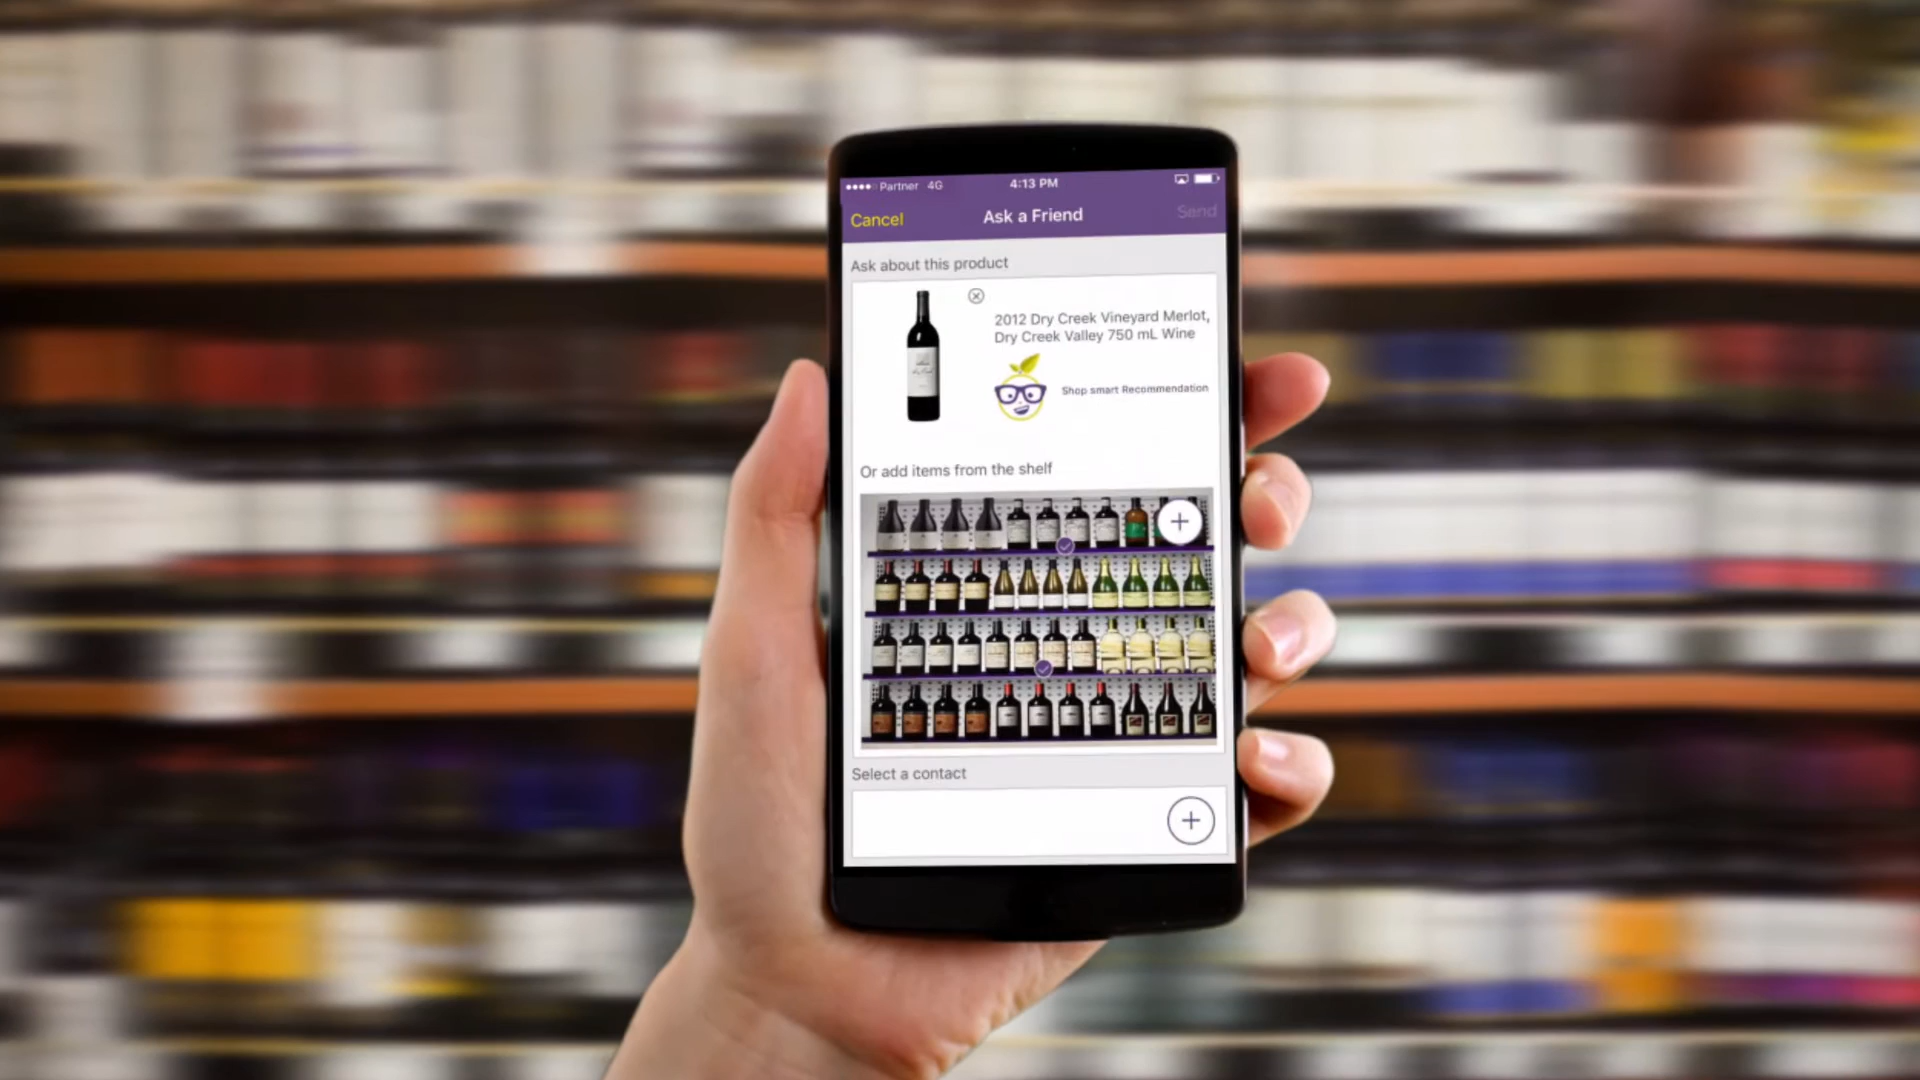 Partner 4G 4:13 PM
Cancel Ask a Friend Send
Ask about this product
2012 Dry Creek Vineyard Merlot,
Dry Creek Valley 750 mL Wine
Shop smart Recommendation
Or add items from the shelf
Select a contact